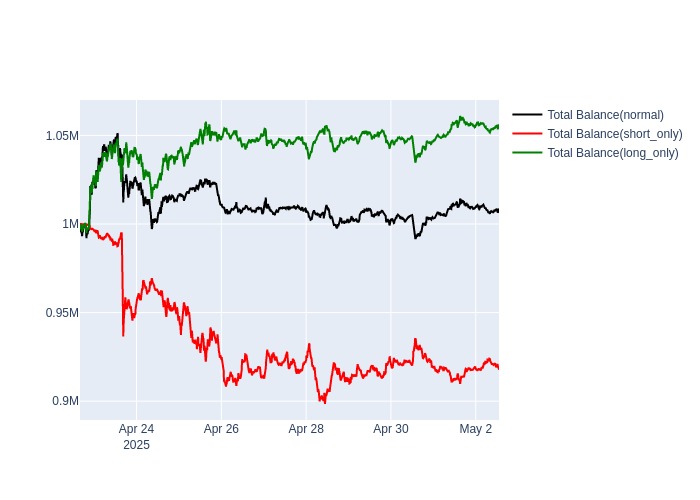 Total Balance(normal)
Total Balance(short_only)
Total Balance(long_only)
1.05M
1M
0.95M
0.9M
Apr 24
2025
Apr 26
Apr 28
Apr 30
May 2